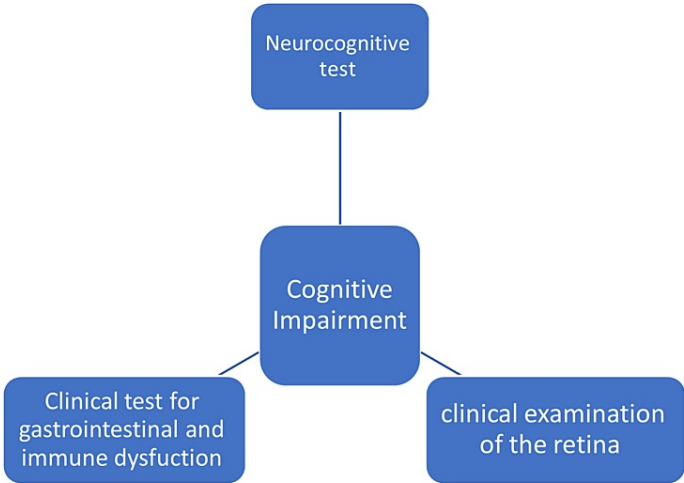 Neurocognitive
test
Cognitive
Impairment
Clinical test for
gastrointestinal and
immune dysfuction
clinical examination
of the retina